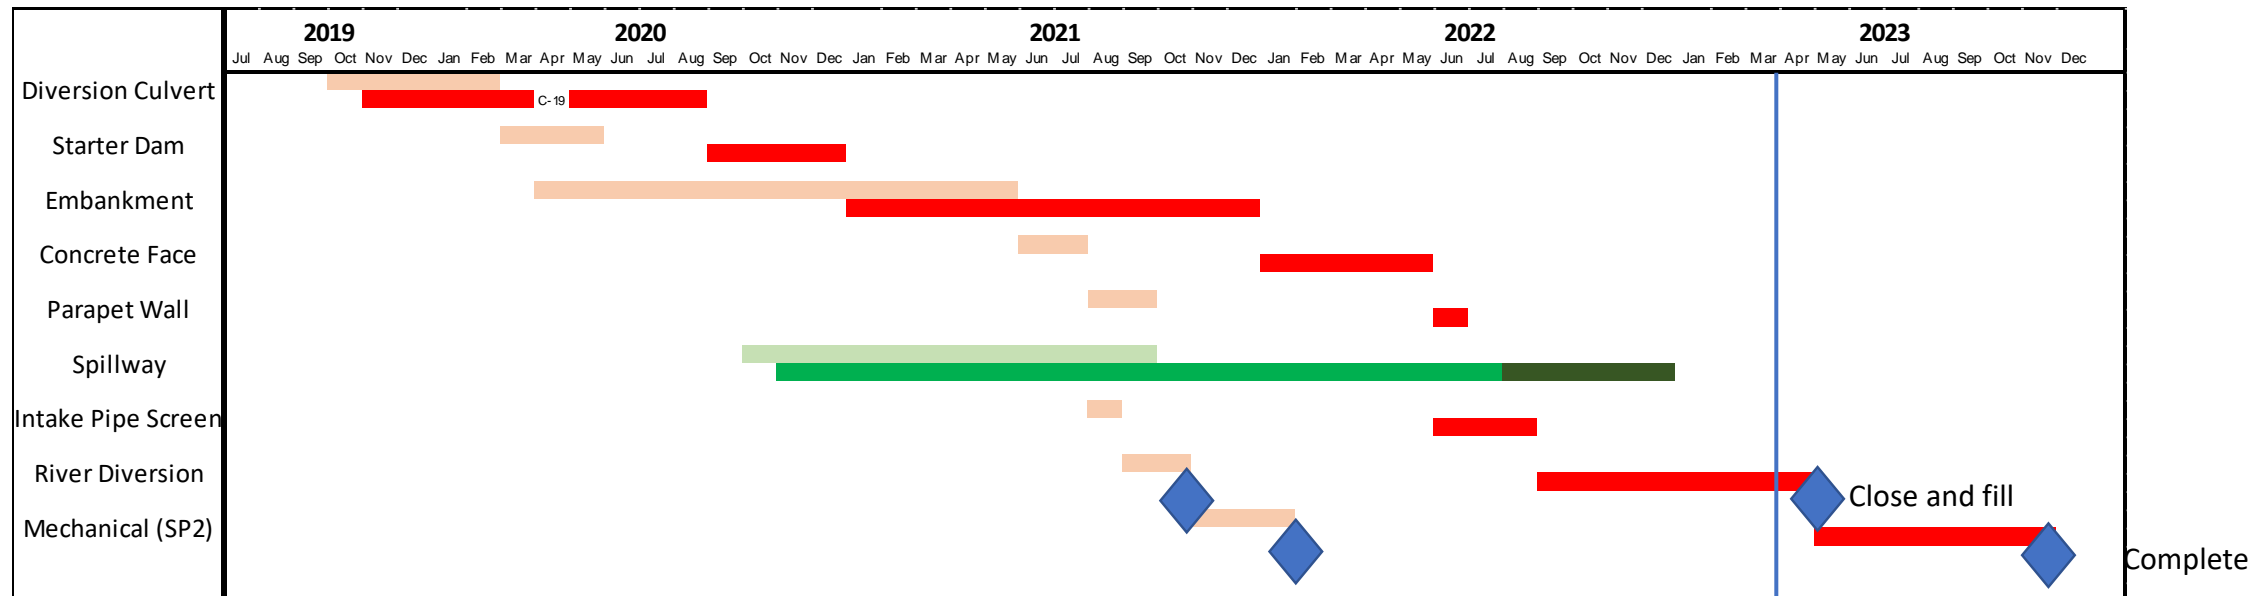 2019 2020 2021 2022 2023
Jul Aug Sep Oct Nov Dec Jan Feb Mar Apr May Jun Jul Aug Sep Oct Nov Dec Jan Feb Mar Apr May Jun Jul Aug Sep Oct Nov Dec Jan Feb Mar Apr May Jun Jul Aug Sep Oct Nov Dec Jan Feb Mar Apr May Jun Jul Aug Sep Oct Nov Dec
Diversion Culvert
C-19
Starter Dam
Embankment
Concrete Face
Parapet Wall
Spillway
Intake Pipe Screen
River Diversion
Close and fill
Mechanical (SP2)
Complete